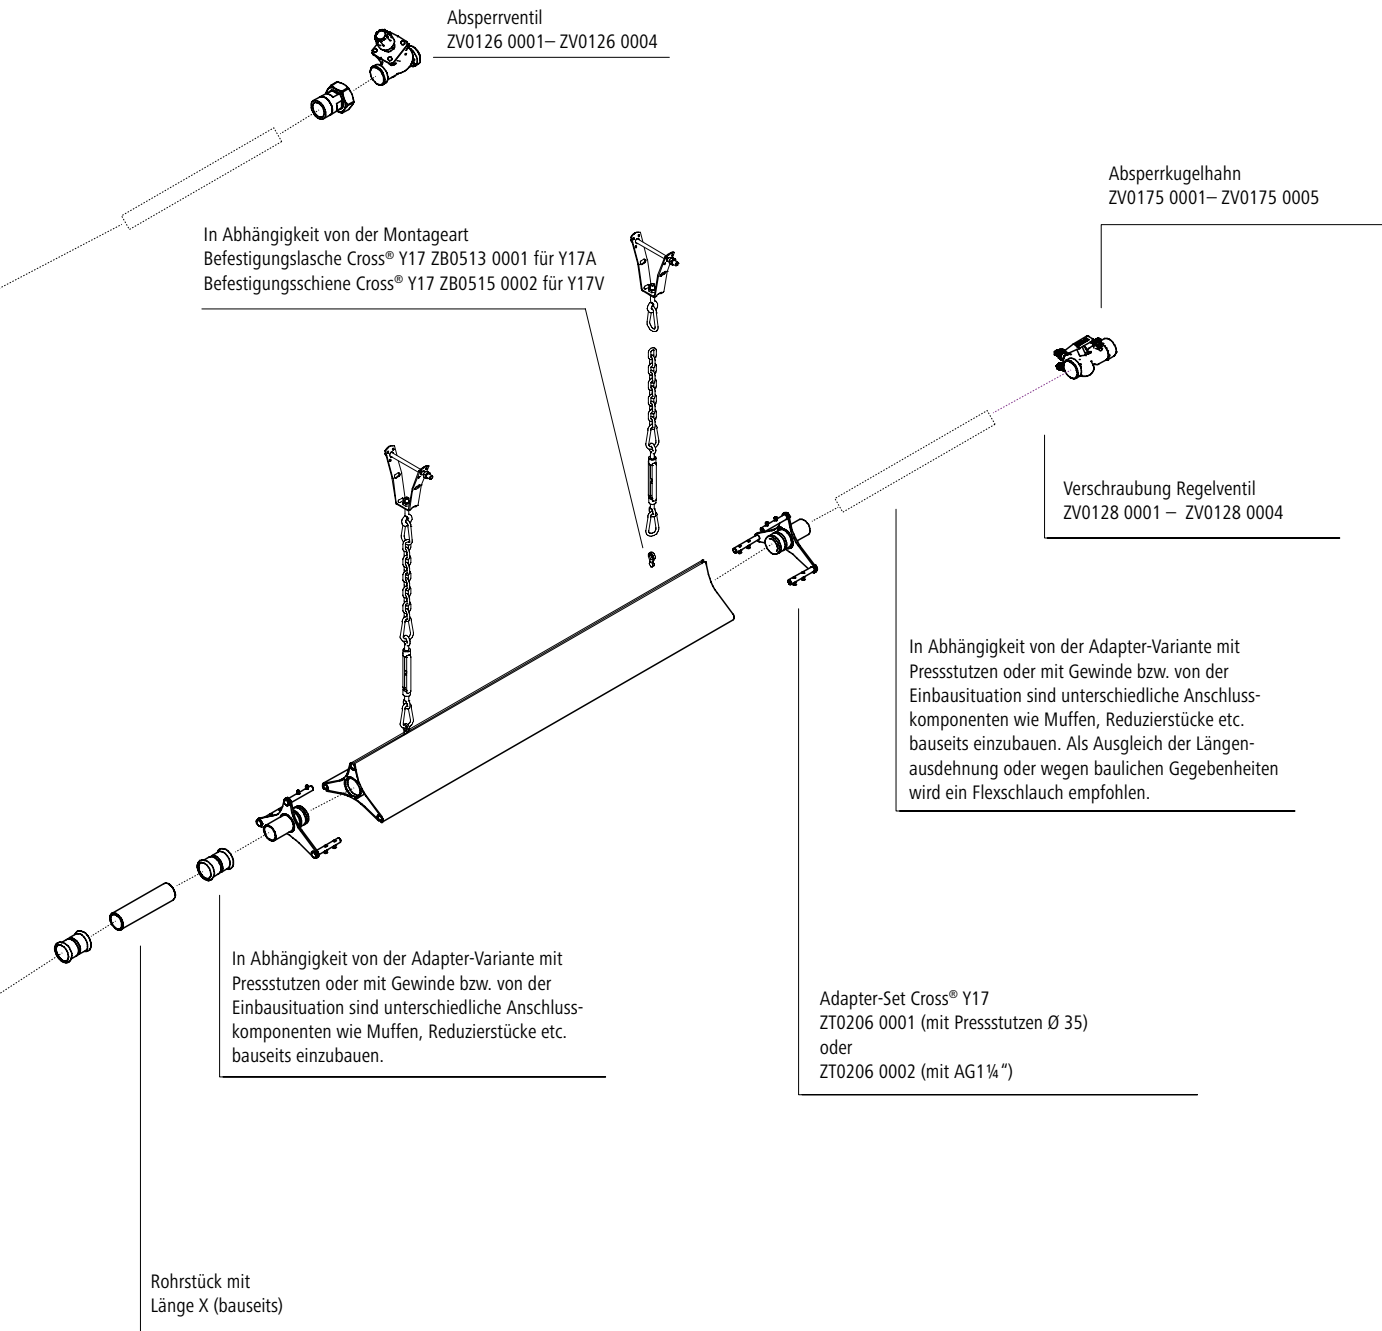 Absperrventil
ZV0126 0001– ZV0126 0004
Absperrkugelhahn
ZV0175 0001– ZV0175 0005
In Abhängigkeit von der Montageart
Befestigungslasche Cross® Y17 ZB0513 0001 für Y17A
Befestigungsschiene Cross® Y17 ZB0515 0002 für Y17V
Verschraubung Regelventil
ZV0128 0001 – ZV0128 0004
In Abhängigkeit von der Adapter-Variante mit
Pressstutzen oder mit Gewinde bzw. von der
Einbausituation sind unterschiedliche Anschluss-
komponenten wie Muffen, Reduzierstücke etc.
bauseits einzubauen. Als Ausgleich der Längen-
ausdehnung oder wegen baulichen Gegebenheiten
wird ein Flexschlauch empfohlen.
In Abhängigkeit von der Adapter-Variante mit
Pressstutzen oder mit Gewinde bzw. von der
Einbausituation sind unterschiedliche Anschluss-
komponenten wie Muffen, Reduzierstücke etc.
bauseits einzubauen.
Adapter-Set Cross® Y17
ZT0206 0001 (mit Pressstutzen Ø 35)
oder
ZT0206 0002 (mit AG1¼“)
Rohrstück mit
Länge X (bauseits)